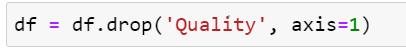 df = df.drop('Quality', axis=1)